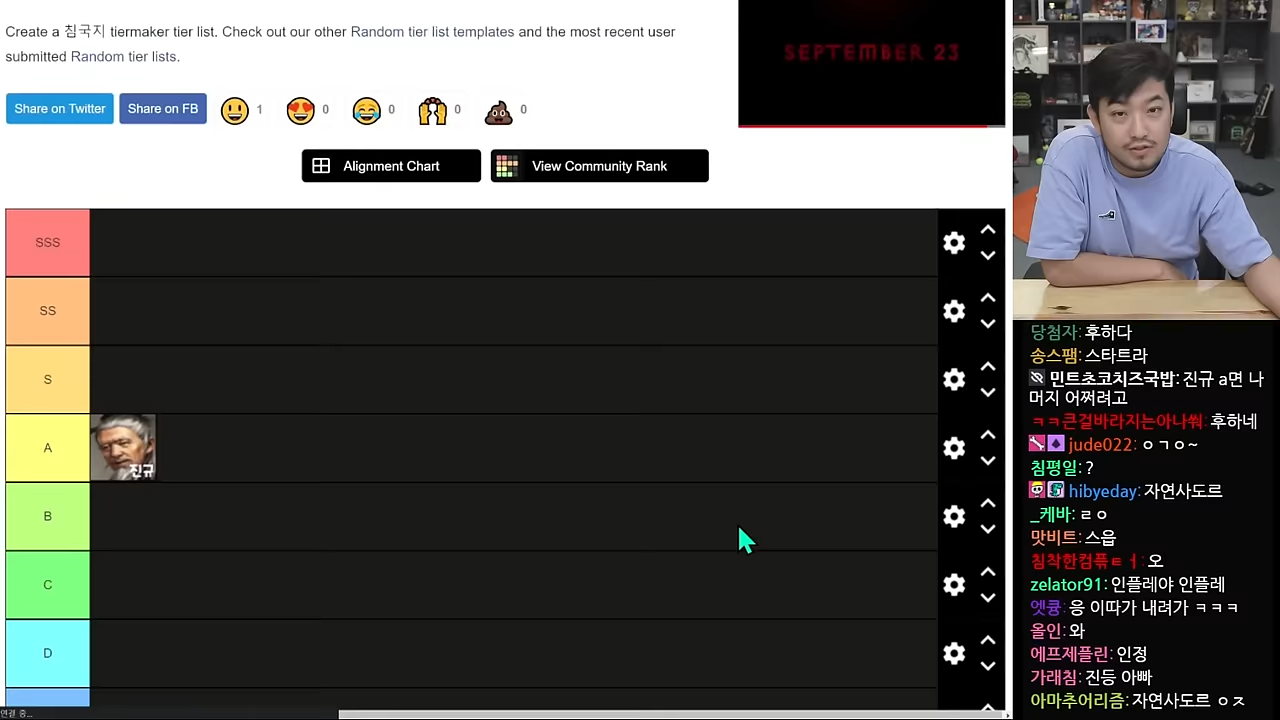 Create a 침국지 tiermaker tier list. Check out our other Random tier list templates and the most recent user
submitted Random tier lists.
SEPTEMBER 23
Share on Twitter
Share on FB
1
0
0
0
0
Alignment Chart
View Community Rank
SSS
SS
S
A
진규
B
C
D
연결 중...
당첨자: 후하다
송스팸: 스타트라
민트초코치즈국밥: 진규 a면 나
머지 어쩌려고
ㅋㅋ큰걸바라지는아나쒂: 후하네
jude022: ㅇㄱㅇ~
침평일: ?
hibyeday: 자연사도르
_케바: ㄹㅇ
맛비트: 스읍
침착한컴퓪ㅌㅓ: 오
zelator91: 인플레야 인플레
엣큥: 응 이따가 내려가 ㅋㅋㅋ
올인: 와
에프제플린: 인정
가래침: 진등 아빠
아마추어리즘: 자연사도르 ㅇㅈ